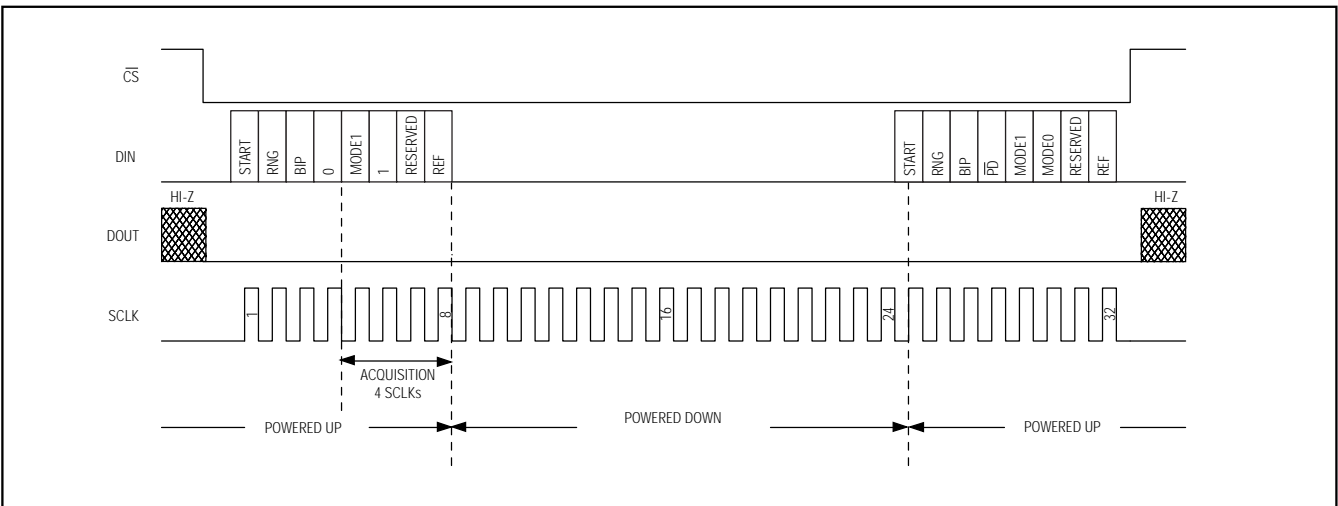 CS
DIN
START RNG BIP 0 MODE1 1 RESERVED REF
START RNG BIP PD MODE1 MODE0 RESERVED REF
HI-Z
HI-Z
DOUT
SCLK
1 8 16 24 32
ACQUISITION
4 SCLKs
POWERED UP
POWERED DOWN
POWERED UP